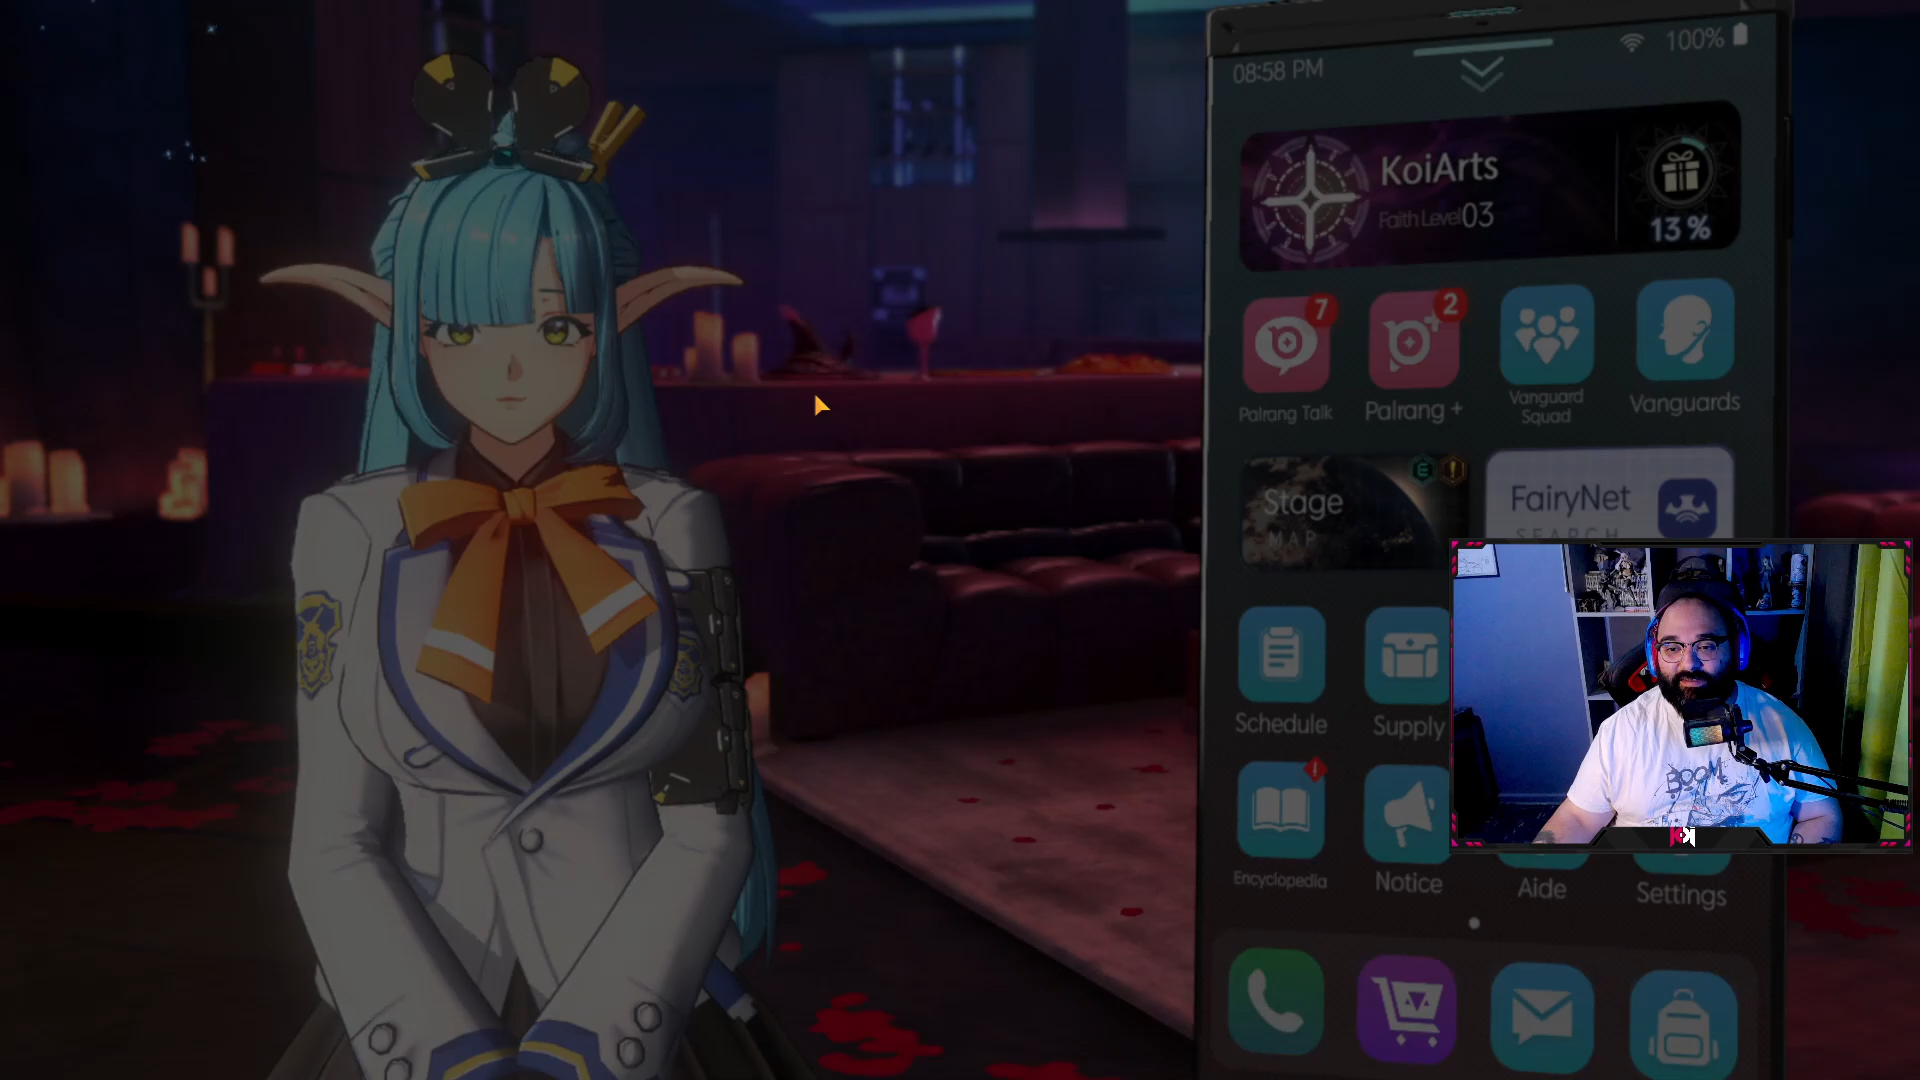 08:58 PM
100%
KoiArts
Faith Level 03
13 %
7
2
Palrang Talk
Palrang +
Vanguard
Squad
Vanguards
Stage
MAP
FairyNet
SEARCH
Schedule
Supply
Encyclopedia
Notice
Aide
Settings
BOOM